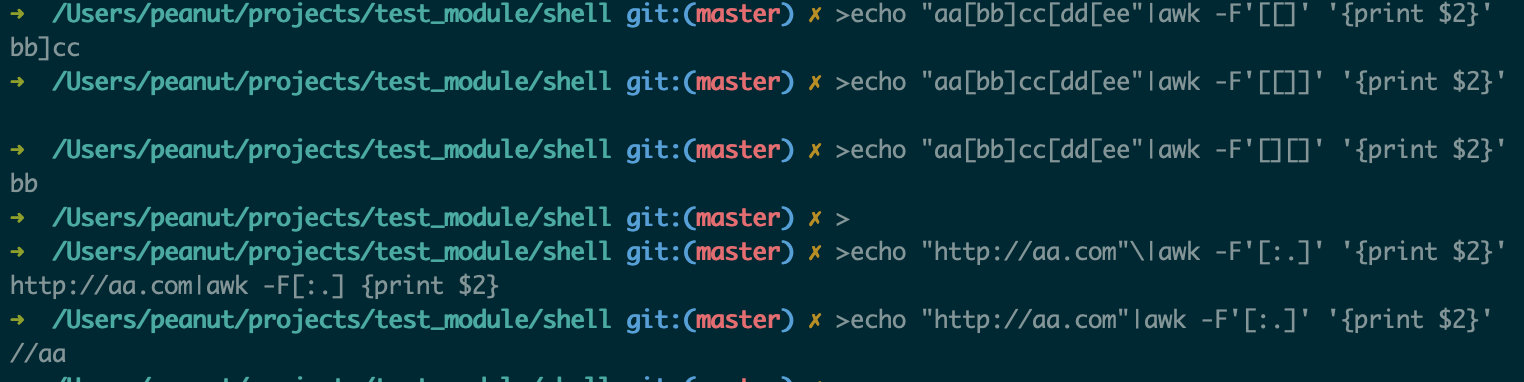 → /Users/peanut/projects/test_module/shell git:(master) ✗ >echo "aa[bb]cc[dd[ee"|awk -F'[[]' '{print $2}'
bb]cc
→ /Users/peanut/projects/test_module/shell git:(master) ✗ >echo "aa[bb]cc[dd[ee"|awk -F'[[]]' '{print $2}'
→ /Users/peanut/projects/test_module/shell git:(master) ✗ >echo "aa[bb]cc[dd[ee"|awk -F'[][]' '{print $2}'
bb
→ /Users/peanut/projects/test_module/shell git:(master) ✗ >
→ /Users/peanut/projects/test_module/shell git:(master) ✗ >echo "http://aa.com"\|awk -F'[:.]' '{print $2}'
http://aa.com|awk -F[:.] {print $2}
→ /Users/peanut/projects/test_module/shell git:(master) ✗ >echo "http://aa.com"|awk -F'[:.]' '{print $2}'
//aa